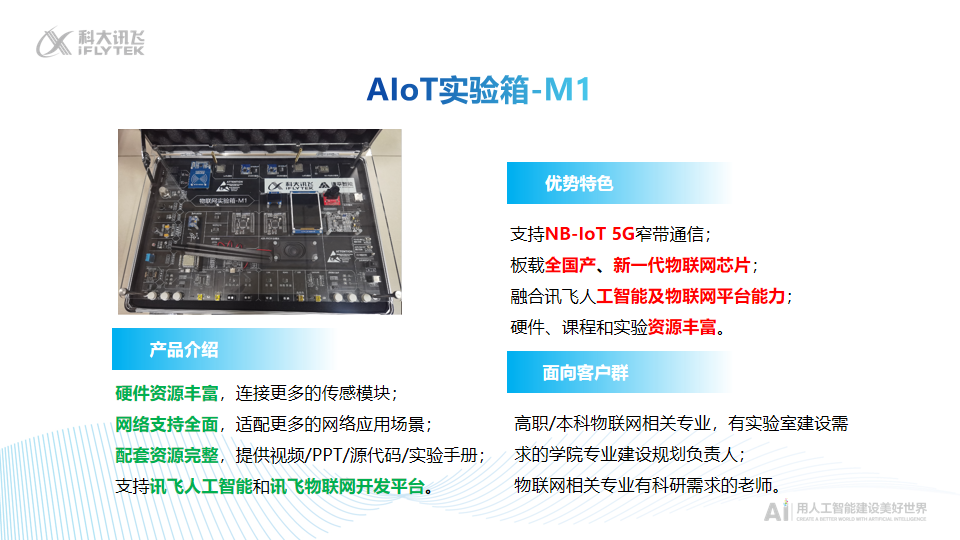 科大讯飞
iFLYTEK
AIoT实验箱-M1
科大讯飞
iFLYTEK
物联网实验箱-M1
产品介绍
硬件资源丰富，连接更多的传感模块；
网络支持全面，适配更多的网络应用场景；
配套资源完整，提供视频/PPT/源代码/实验手册；
支持讯飞人工智能和讯飞物联网开发平台。
优势特色
支持NB-IoT 5G窄带通信；
板载全国产、新一代物联网芯片；
融合讯飞人工智能及物联网平台能力；
硬件、课程和实验资源丰富。
面向客户群
高职/本科物联网相关专业，有实验室建设需
求的学院专业建设规划负责人；
物联网相关专业有科研需求的老师。
AI 用人工智能建设美好世界
CREATE A BETTER WORLD WITH ARTIFICIAL INTELLIGENCE